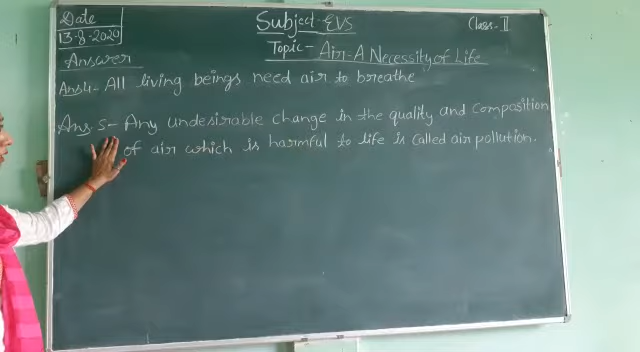 Date
13-8-2020
Subject-EVS
Class-II
Topic-Air-A Necessity of Life
Answer
Ans4- All living beings need air to breathe
Ans.5- Any undesirable change in the quality and composition
of air which is harmful to life is called air pollution.